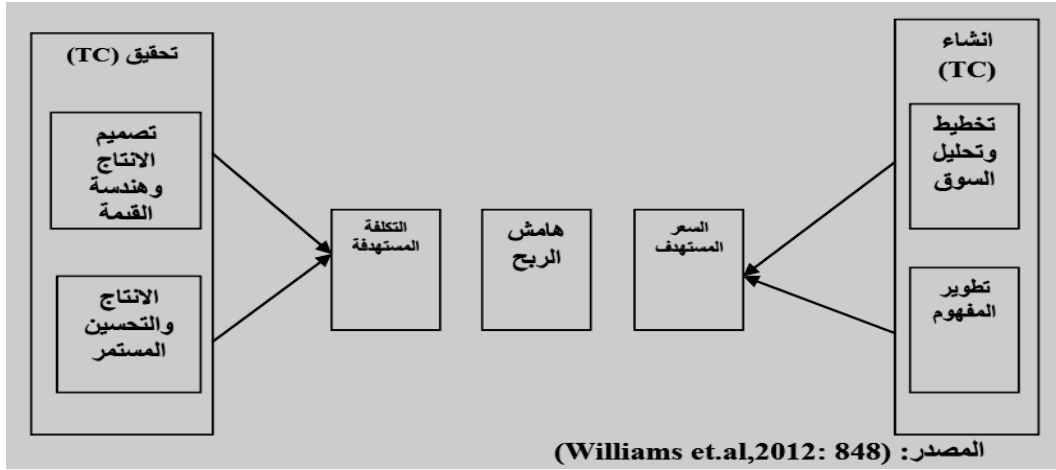 انشاء
(TC)
تخطيط
وتحليل
السوق
تطوير
المفهوم
السعر
المستهدف
هامش
الربح
التكلفة
المستهدفة
تحقيق (TC)
تصميم
الانتاج
وهندسة
القيمة
الانتاج
والتحسين
المستمر
المصدر: (Williams et.al,2012: 848)